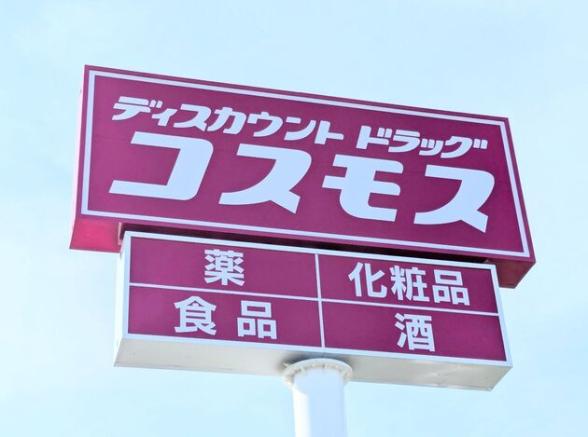 ディスカウント ドラッグ
コスモス
薬 化粧品
食品 酒